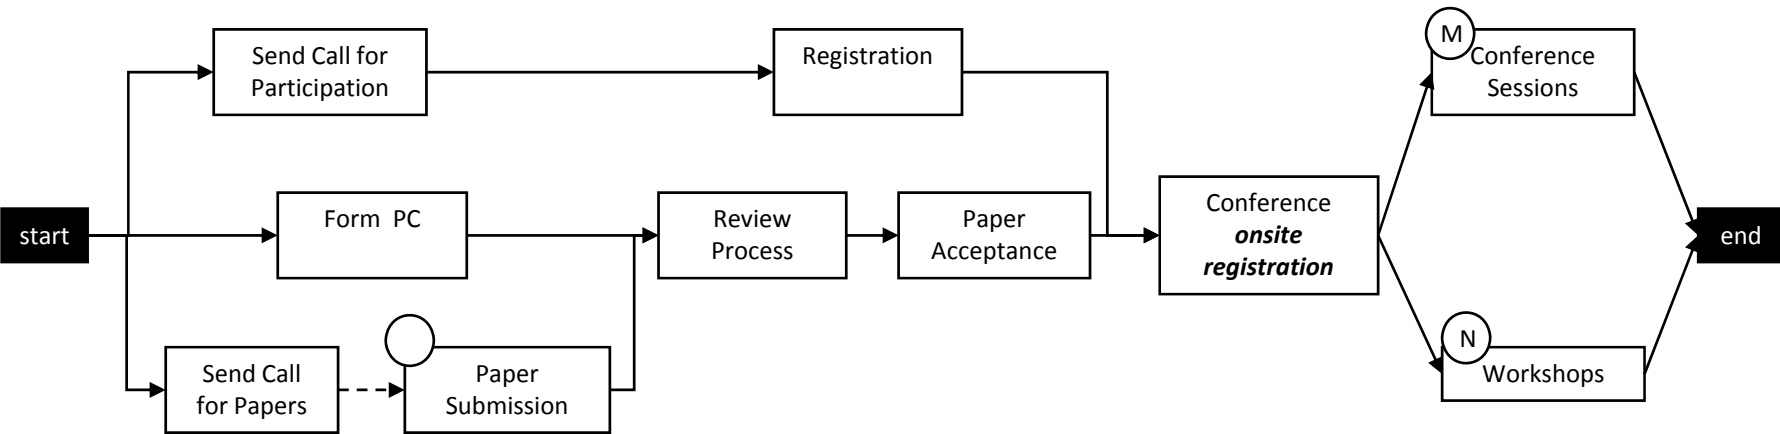 start
Send Call for
Participation
Registration
Form PC
Review
Process
Paper
Acceptance
Send Call
for Papers
Paper
Submission
Conference
onsite
registration
M
Conference
Sessions
N
Workshops
end